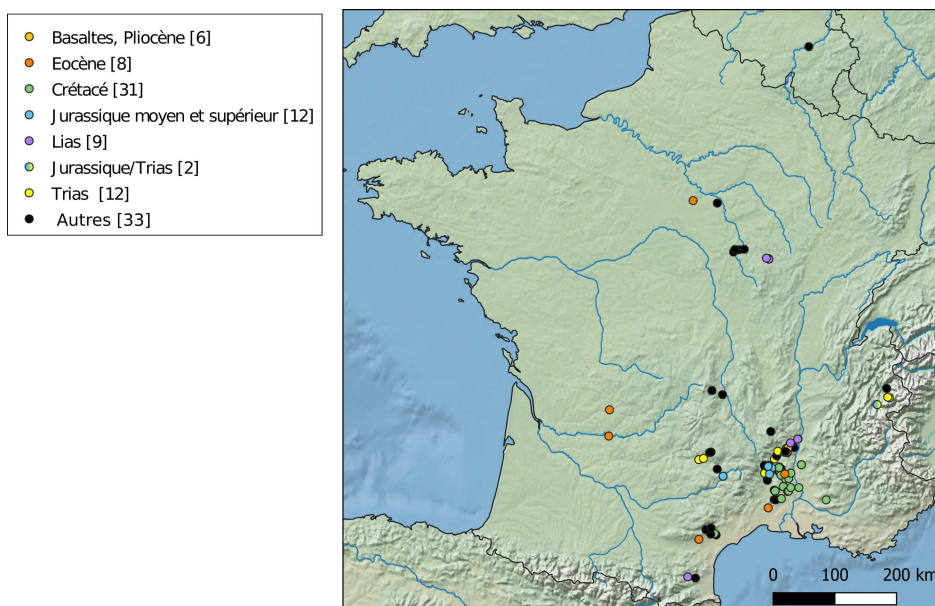 Basaltes, Pliocène [6]
Eocène [8]
Crétacé [31]
Jurassique moyen et supérieur [12]
Lias [9]
Jurassique/Trias [2]
Trias [12]
Autres [33]
0 100 200 km